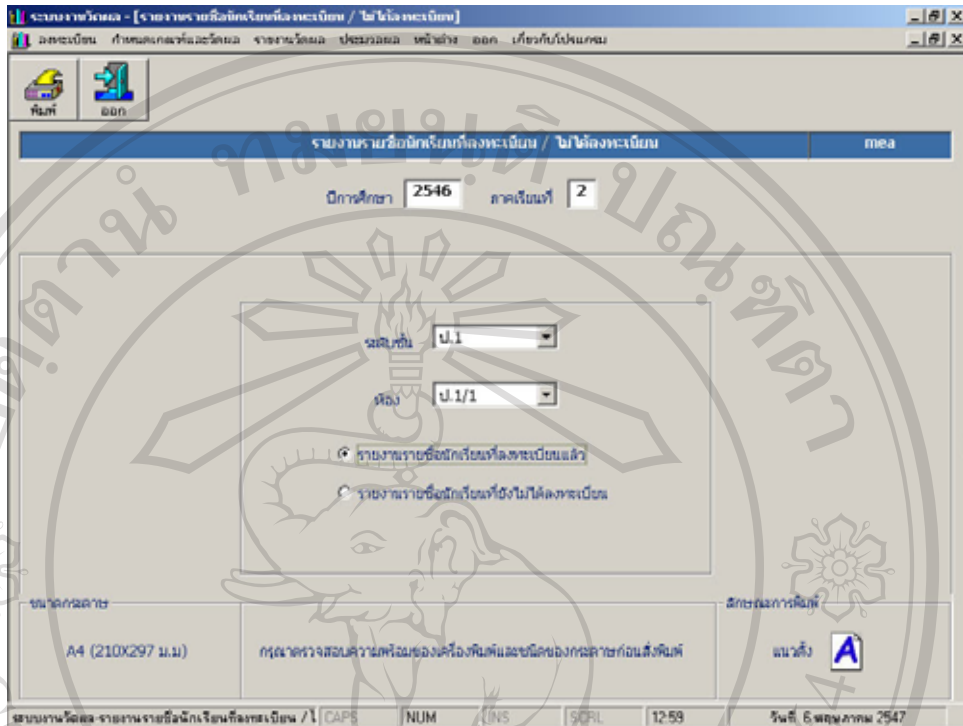 ระบบงานวัดผล - [รายงานรายชื่อนักเรียนที่ลงทะเบียน / ไม่ได้ลงทะเบียน]
ลงทะเบียน กำหนดเกณฑ์และวัดผล รายงานวัดผล ประมวลผล หน้าต่าง ออก เกี่ยวกับโปรแกรม
พิมพ์ ออก
รายงานรายชื่อนักเรียนที่ลงทะเบียน / ไม่ได้ลงทะเบียน mea
ปีการศึกษา 2546 ภาคเรียนที่ 2
ระดับชั้น ป.1
ห้อง ป.1/1
รายงานรายชื่อนักเรียนที่ลงทะเบียนแล้ว
รายงานรายชื่อนักเรียนที่ยังไม่ได้ลงทะเบียน
ขนาดกระดาษ ลักษณะการพิมพ์
A4 (210X297 ม.ม) กรุณาตรวจสอบความพร้อมของเครื่องพิมพ์และชนิดของกระดาษก่อนสั่งพิมพ์ แนวตั้ง A
ระบบงานวัดผล-รายงานรายชื่อนักเรียนที่ลงทะเบียน / ไ CAPS NUM INS SCRL 12:59 วันที่ 6 พฤษภาคม 2547